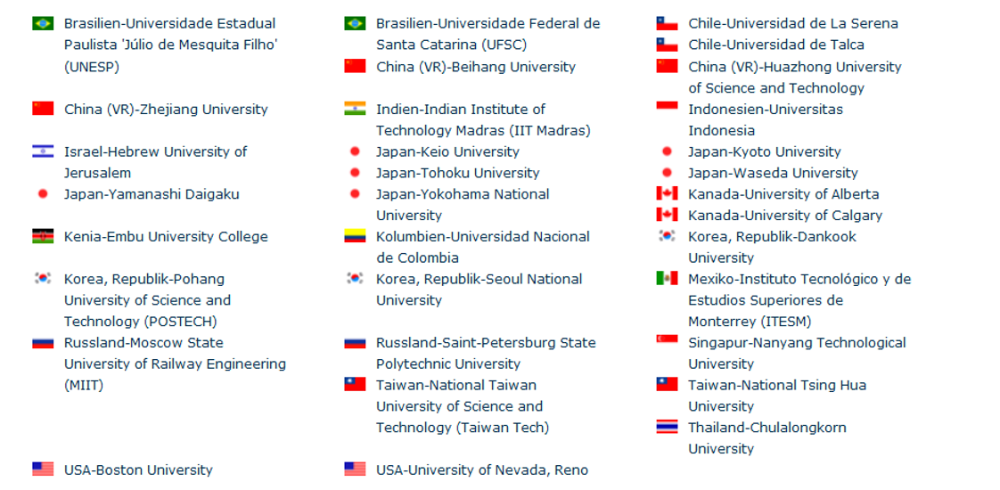 Brasilien-Universidade Estadual
Paulista 'Júlio de Mesquita Filho'
(UNESP)
Brasilien-Universidade Federal de
Santa Catarina (UFSC)
Chile-Universidad de La Serena
Chile-Universidad de Talca
China (VR)-Beihang University
China (VR)-Huazhong University
of Science and Technology
China (VR)-Zhejiang University
Indien-Indian Institute of
Technology Madras (IIT Madras)
Indonesien-Universitas
Indonesia
Israel-Hebrew University of
Jerusalem
Japan-Keio University
Japan-Kyoto University
Japan-Tohoku University
Japan-Waseda University
Japan-Yamanashi Daigaku
Japan-Yokohama National
University
Kanada-University of Alberta
Kanada-University of Calgary
Kenia-Embu University College
Kolumbien-Universidad Nacional
de Colombia
Korea, Republik-Dankook
University
Korea, Republik-Pohang
University of Science and
Technology (POSTECH)
Korea, Republik-Seoul National
University
Mexiko-Instituto Tecnológico y de
Estudios Superiores de
Monterrey (ITESM)
Russland-Moscow State
University of Railway Engineering
(MIIT)
Russland-Saint-Petersburg State
Polytechnic University
Singapur-Nanyang Technological
University
Taiwan-National Taiwan
University of Science and
Technology (Taiwan Tech)
Taiwan-National Tsing Hua
University
Thailand-Chulalongkorn
University
USA-Boston University
USA-University of Nevada, Reno